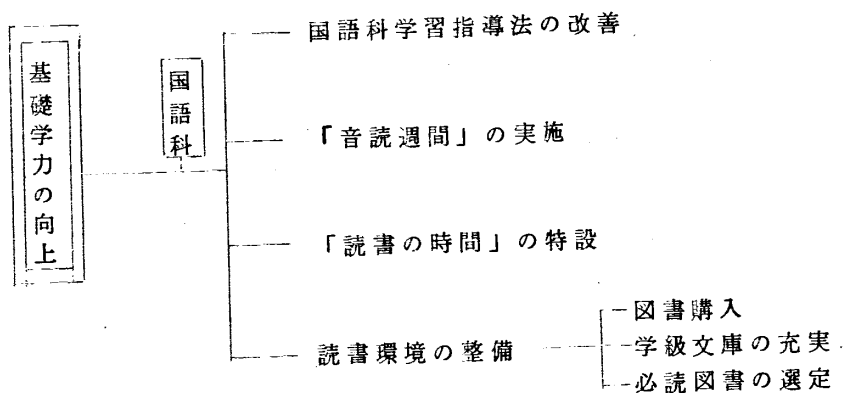 基礎学力の向上
国語科
国語科学習指導法の改善
「音読週間」の実施
「読書の時間」の特設
読書環境の整備
図書購入
学級文庫の充実
必読図書の選定